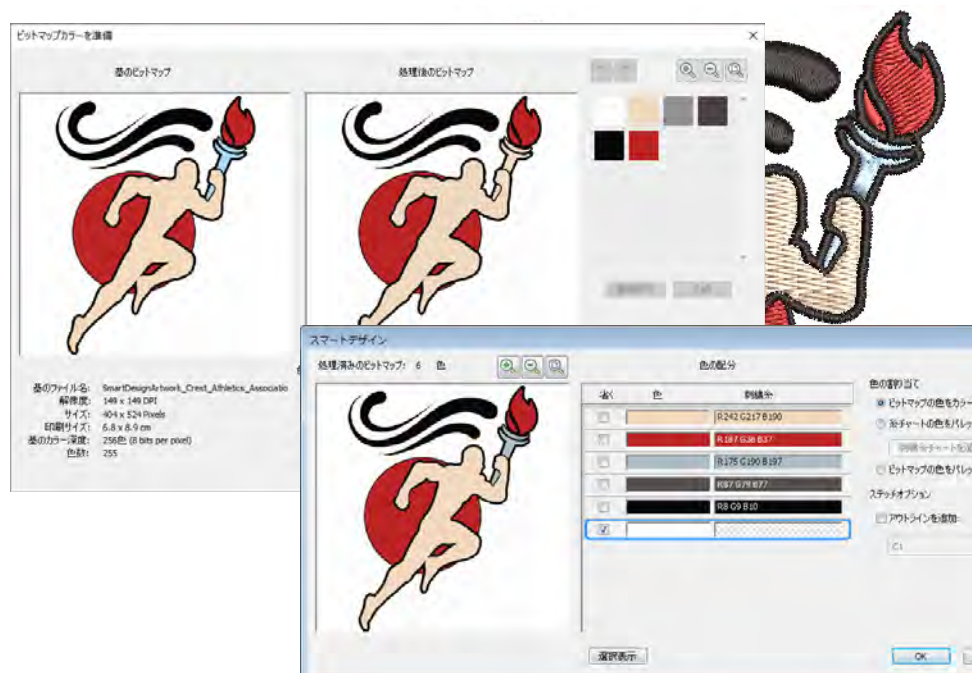 ビットマップカラーを準備
基のビットマップ
処理後のビットマップ
基のファイル名: SmartDesignArtwork_Crest_Athletics_Associatio
解像度: 149 x 149 DPI
サイズ: 404 x 524 Pixels
印刷サイズ: 6.8 x 8.9 cm
基のカラー深度: 256色 (8 bits per pixel)
色数: 255
スマートデザイン
処理済みのビットマップ: 6 色
色の配分
省く 色 刺繍糸
R242 G217 B190
R187 G38 B37
R175 G190 B197
R87 G79 B77
R8 G9 B10
選択表示
色の割り当て
ビットマップの色をカラー
糸チャートの色をパレッ
ビットマップの色をパレッ
ステッチオプション
アウトラインを追加:
C1
OK